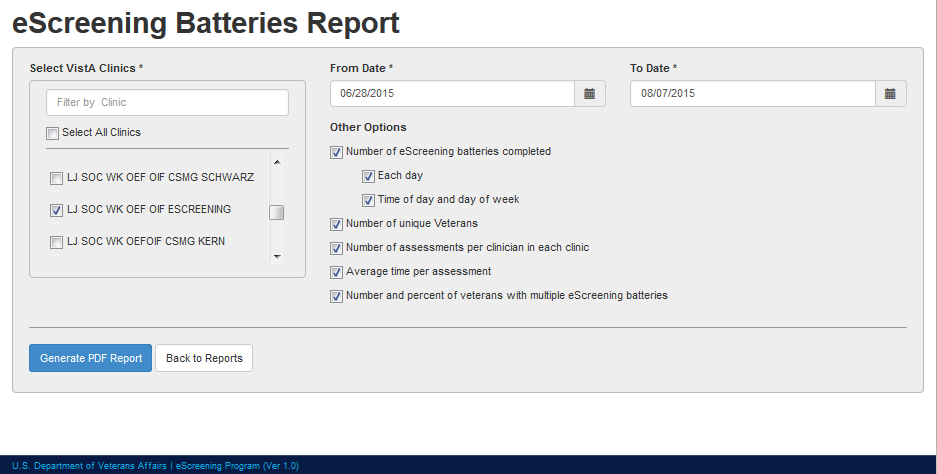 eScreening Batteries Report
Select VistA Clinics *
Filter by Clinic
Select All Clinics
LJ SOC WK OEF OIF CSMG SCHWARZ
LJ SOC WK OEF OIF ESCREENING
LJ SOC WK OEFOIF CSMG KERN
From Date *
06/28/2015
To Date *
08/07/2015
Other Options
Number of eScreening batteries completed
Each day
Time of day and day of week
Number of unique Veterans
Number of assessments per clinician in each clinic
Average time per assessment
Number and percent of veterans with multiple eScreening batteries
Generate PDF Report
Back to Reports
U.S. Department of Veterans Affairs | eScreening Program (Ver 1.0)